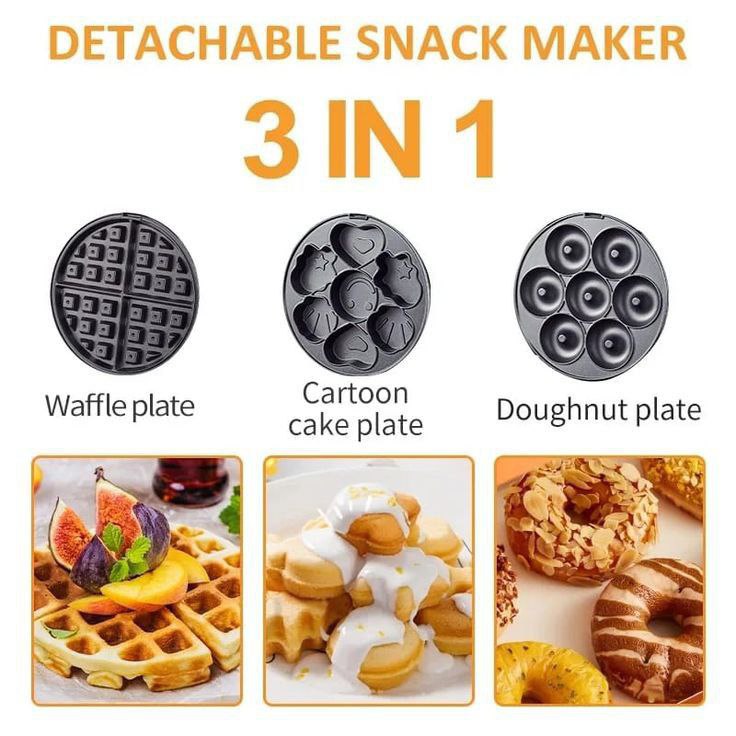 DETACHABLE SNACK MAKER
3 IN 1
Waffle plate
Cartoon
cake plate
Doughnut plate